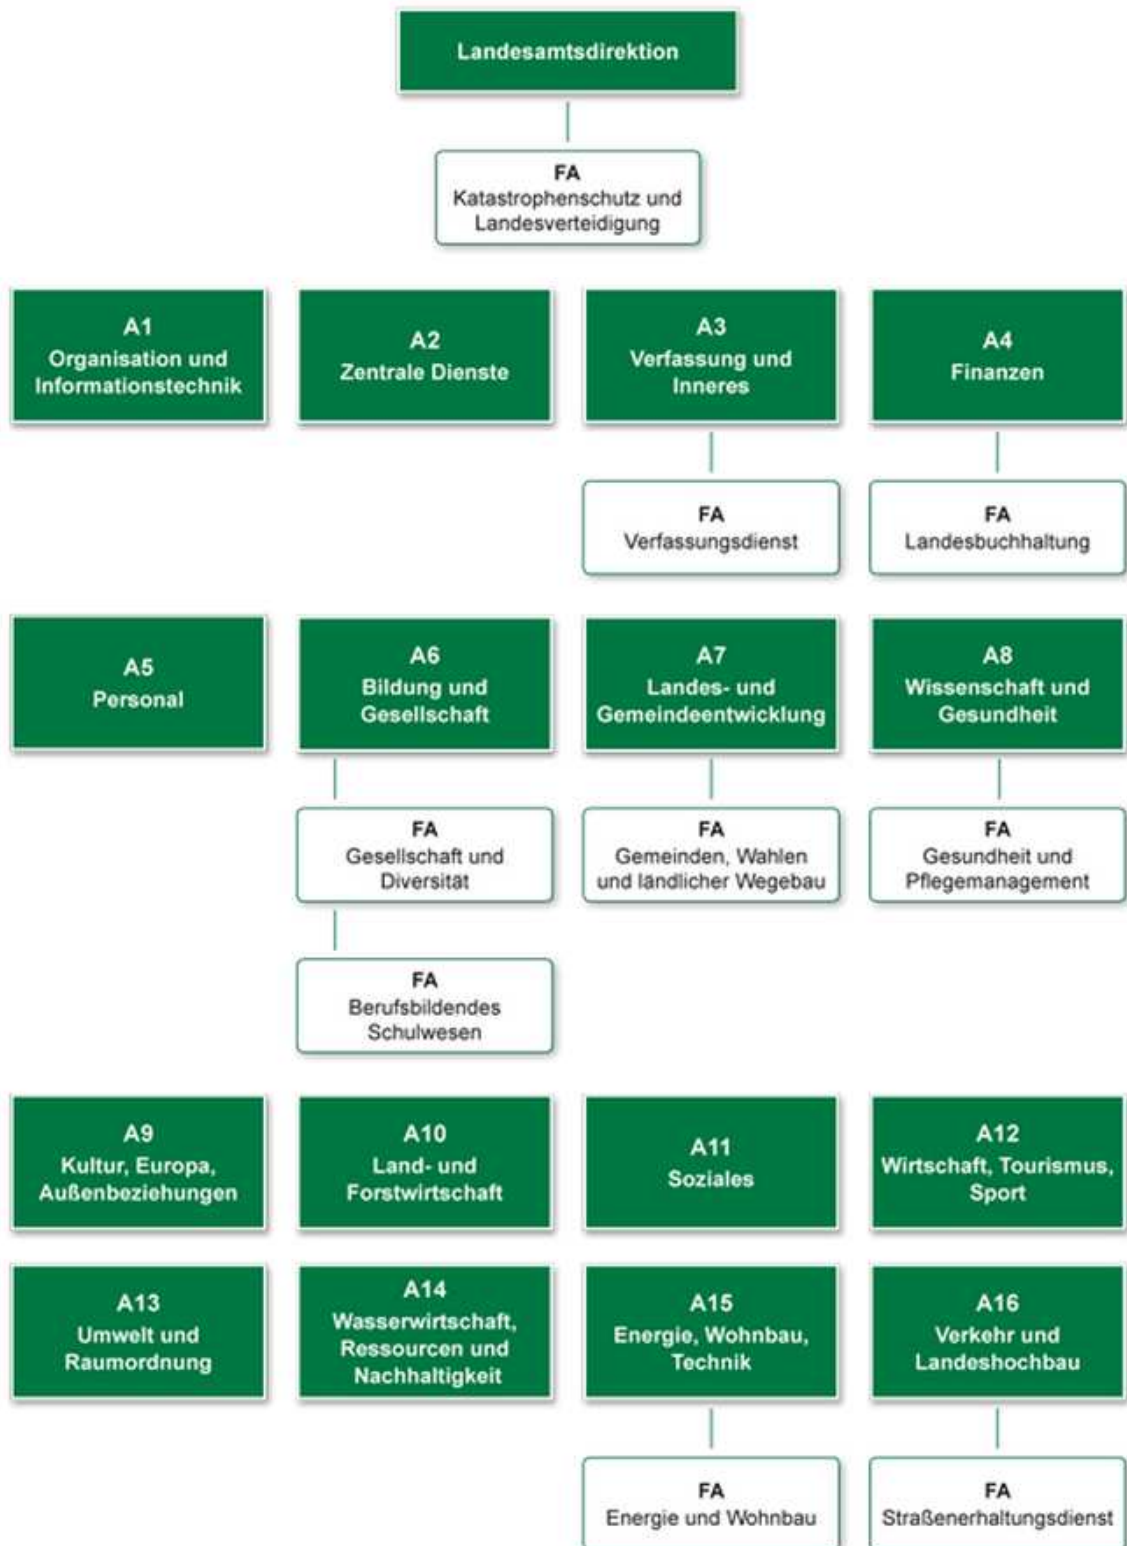 Landesamtsdirektion
FA
Katastrophenschutz und
Landesverteidigung
A1
Organisation und
Informationstechnik
A2
Zentrale Dienste
A3
Verfassung und
Inneres
A4
Finanzen
FA
Verfassungsdienst
FA
Landesbuchhaltung
A5
Personal
A6
Bildung und
Gesellschaft
A7
Landes- und
Gemeindeentwicklung
A8
Wissenschaft und
Gesundheit
FA
Gesellschaft und
Diversität
FA
Gemeinden, Wahlen
und ländlicher Wegebau
FA
Gesundheit und
Pflegemanagement
FA
Berufsbildendes
Schulwesen
A9
Kultur, Europa,
Außenbeziehungen
A10
Land- und
Forstwirtschaft
A11
Soziales
A12
Wirtschaft, Tourismus,
Sport
A13
Umwelt und
Raumordnung
A14
Wasserwirtschaft,
Ressourcen und
Nachhaltigkeit
A15
Energie, Wohnbau,
Technik
A16
Verkehr und
Landeshochbau
FA
Energie und Wohnbau
FA
Straßenerhaltungsdienst